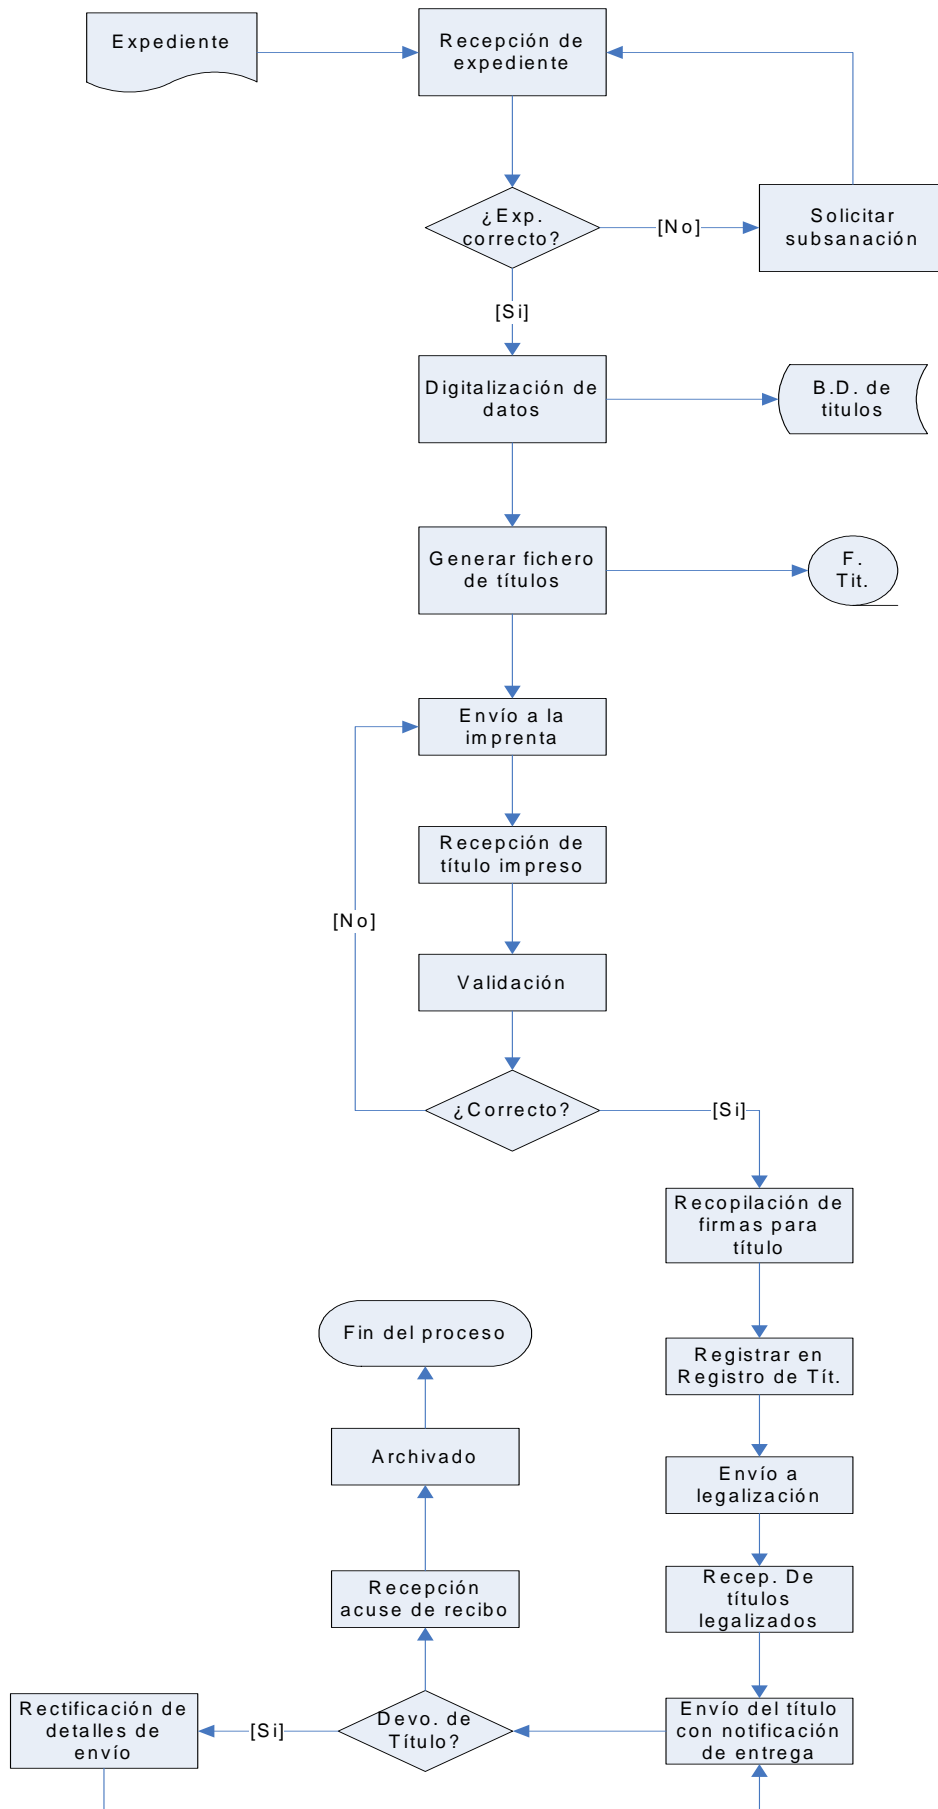 Expediente
Recepción de
expediente
¿Exp.
correcto?
[No]
Solicitar
subsanación
[Si]
Digitalización de
datos
B.D. de
titulos
Generar fichero
de títulos
F.
Tit.
Envío a la
imprenta
Recepción de
título impreso
[No]
Validación
¿Correcto?
[Si]
Recopilación de
firmas para
título
Fin del proceso
Registrar en
Registro de Tít.
Archivado
Envío a
legalización
Recepción
acuse de recibo
Recep. De
títulos
legalizados
Rectificación de
detalles de
envío
[Si]
Devo. de
Título?
Envío del título
con notificación
de entrega